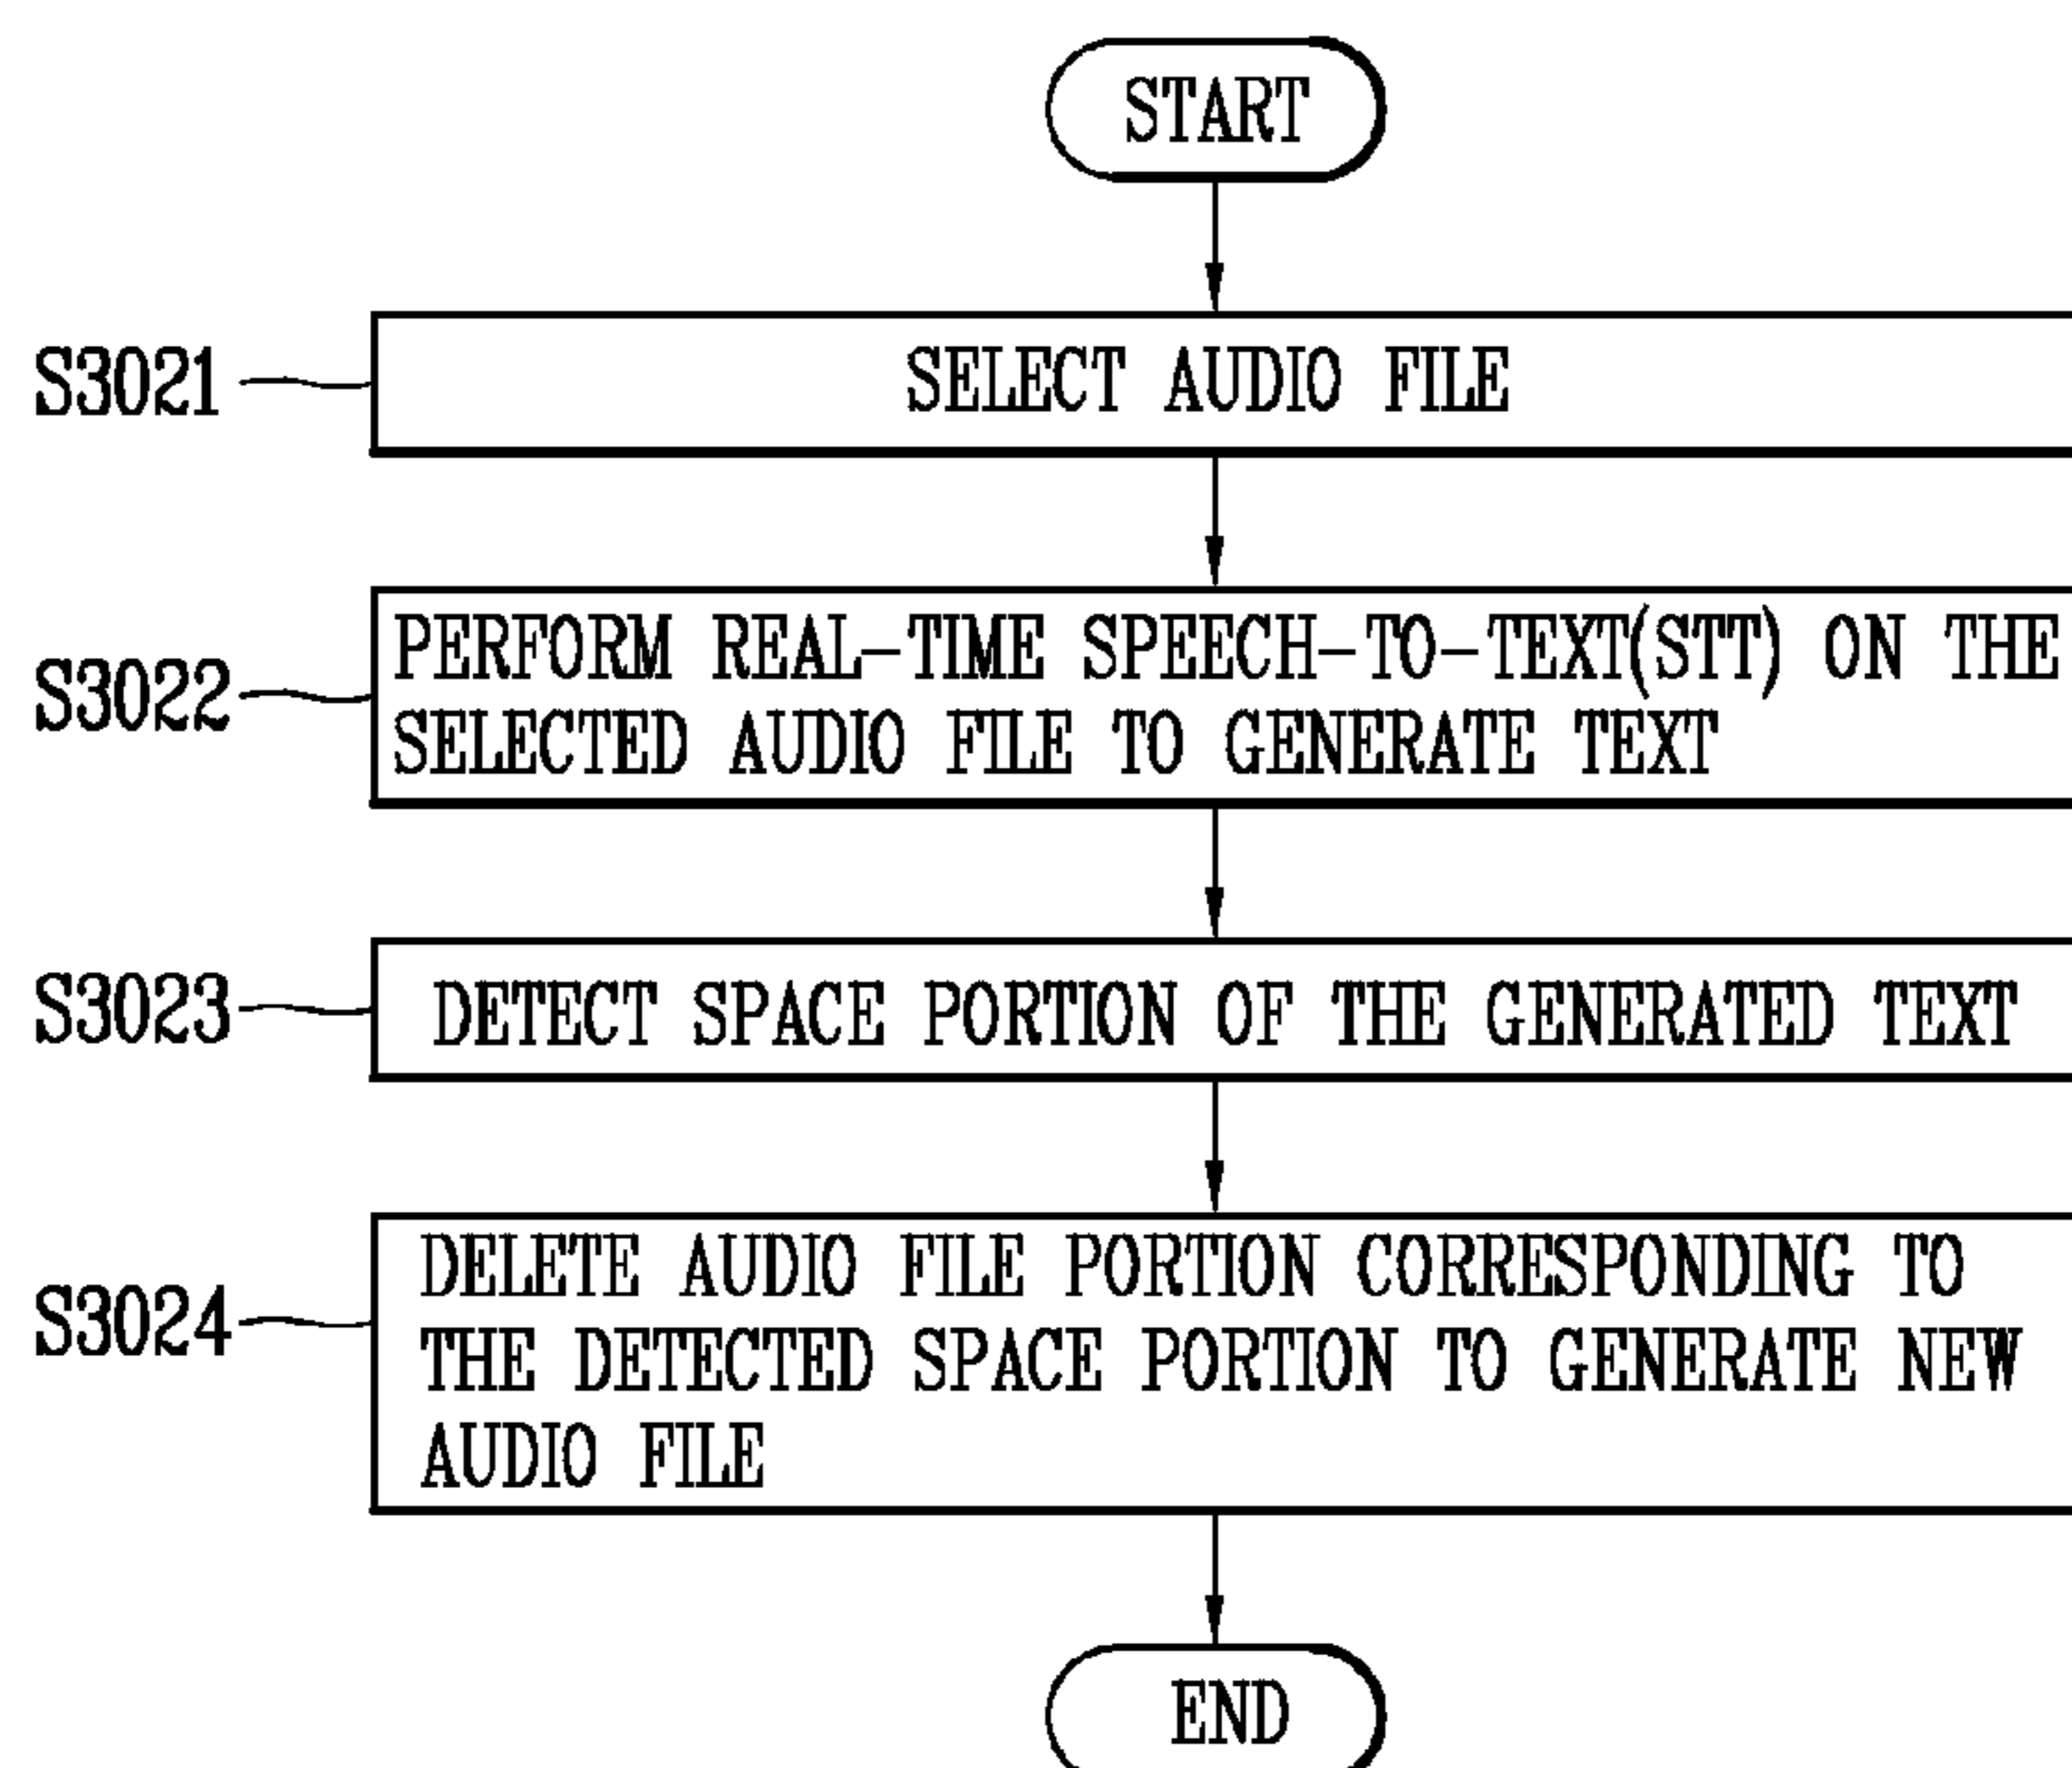 START
S3021
SELECT AUDIO FILE
S3022
PERFORM REAL-TIME SPEECH-TO-TEXT(STT) ON THE
SELECTED AUDIO FILE TO GENERATE TEXT
S3023
DETECT SPACE PORTION OF THE GENERATED TEXT
S3024
DELETE AUDIO FILE PORTION CORRESPONDING TO
THE DETECTED SPACE PORTION TO GENERATE NEW
AUDIO FILE
END